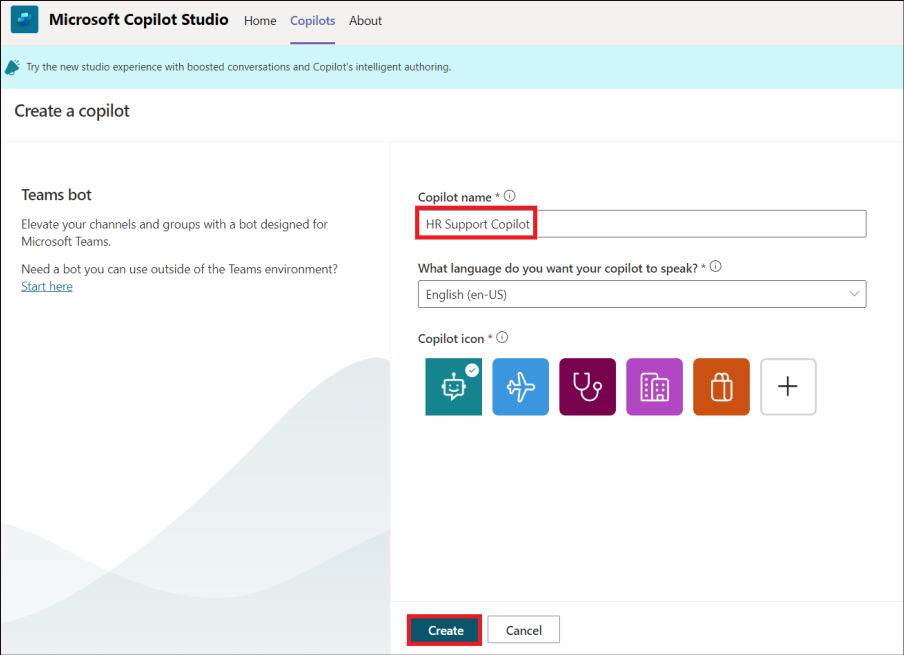 Microsoft Copilot Studio Home Copilots About
Try the new studio experience with boosted conversations and Copilot's intelligent authoring.
Create a copilot
Teams bot
Elevate your channels and groups with a bot designed for
Microsoft Teams.
Need a bot you can use outside of the Teams environment?
Start here
Copilot name *
HR Support Copilot
What language do you want your copilot to speak? *
English (en-US)
Copilot icon *
Create Cancel